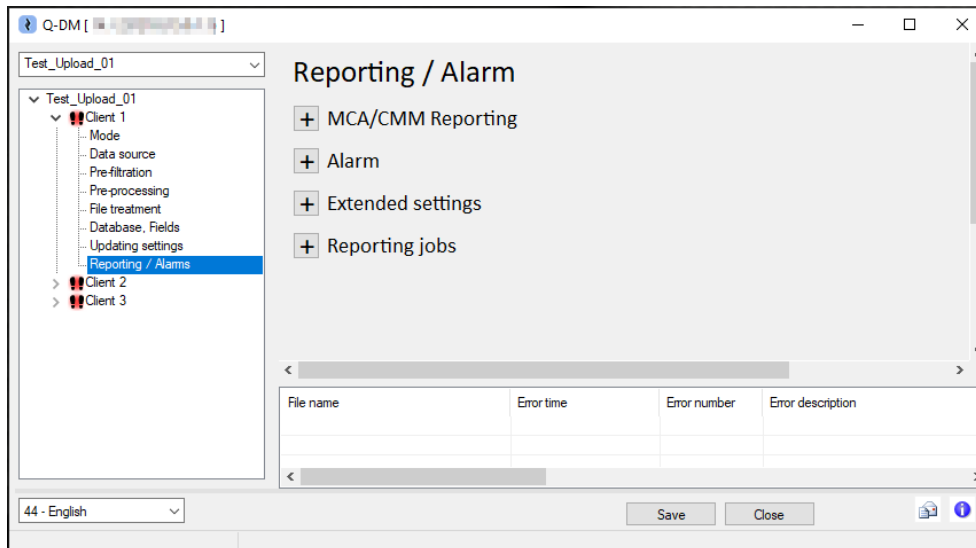 Q-DM [ ]
Test_Upload_01
Test_Upload_01
Client 1
Mode
Data source
Pre-filtration
Pre-processing
File treatment
Database, Fields
Updating settings
Reporting / Alarms
Client 2
Client 3
Reporting / Alarm
MCA/CMM Reporting
Alarm
Extended settings
Reporting jobs
File name Error time Error number Error description
44 - English
Save Close